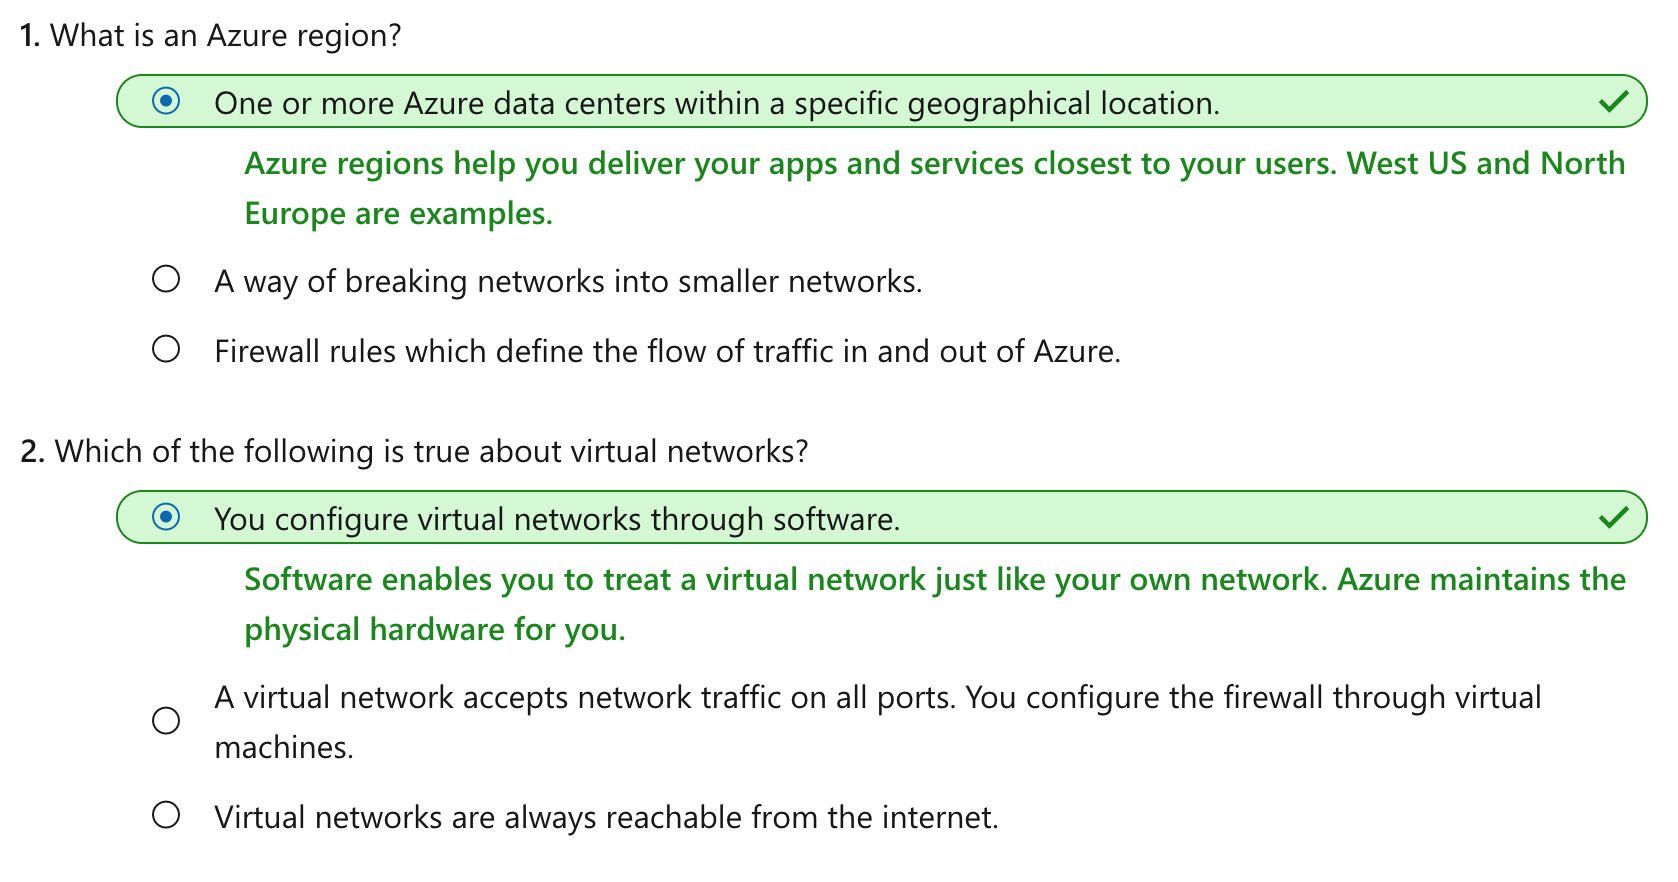 1. What is an Azure region?
One or more Azure data centers within a specific geographical location.
Azure regions help you deliver your apps and services closest to your users. West US and North
Europe are examples.
A way of breaking networks into smaller networks.
Firewall rules which define the flow of traffic in and out of Azure.
2. Which of the following is true about virtual networks?
You configure virtual networks through software.
Software enables you to treat a virtual network just like your own network. Azure maintains the
physical hardware for you.
A virtual network accepts network traffic on all ports. You configure the firewall through virtual
machines.
Virtual networks are always reachable from the internet.